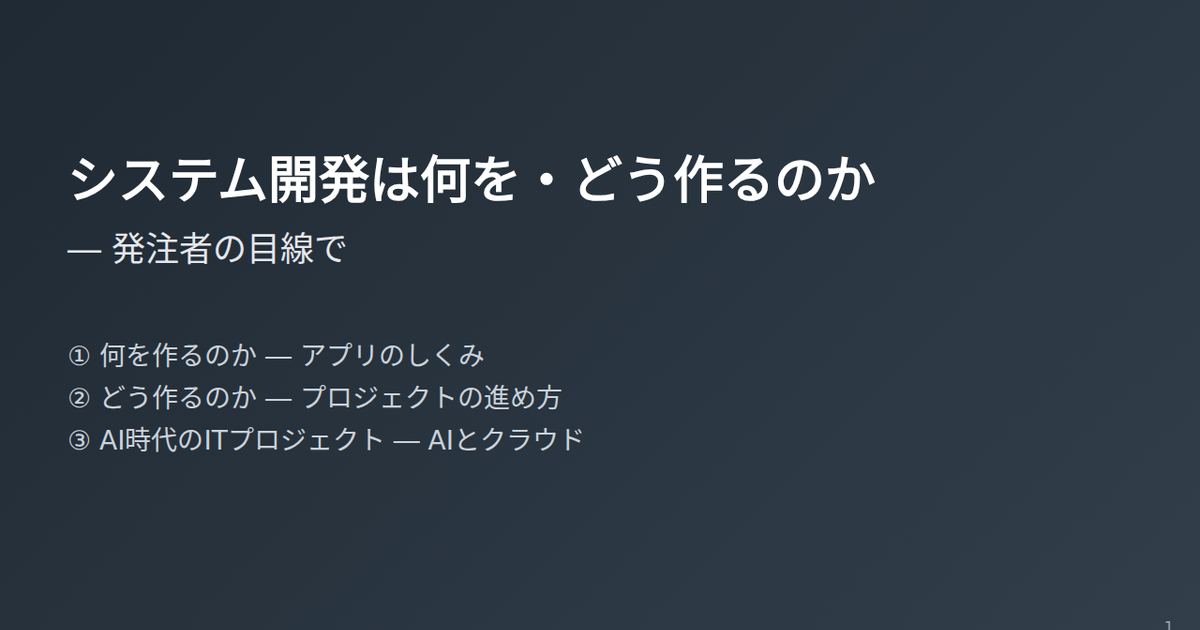 システム開発は何を・どう作るのか
— 発注者の目線で
① 何を作るのか — アプリのしくみ
② どう作るのか — プロジェクトの進め方
③ AI時代のITプロジェクト — AIとクラウド
1